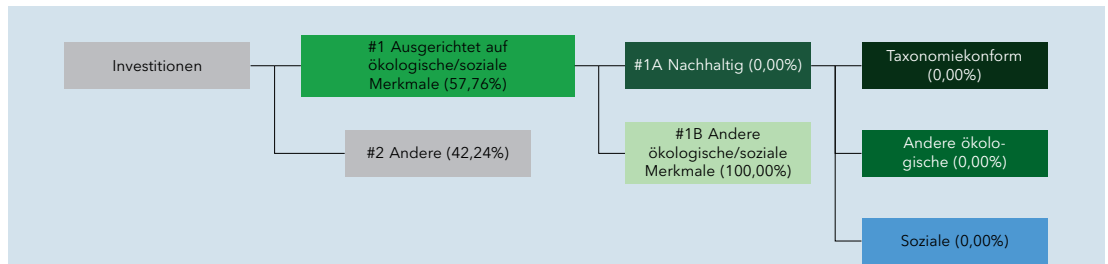 Investitionen
#1 Ausgerichtet auf
ökologische/soziale
Merkmale (57,76%)
#2 Andere (42,24%)
#1A Nachhaltig (0,00%)
#1B Andere
ökologische/soziale
Merkmale (100,00%)
Taxonomiekonform
(0,00%)
Andere ökolo-
gische (0,00%)
Soziale (0,00%)